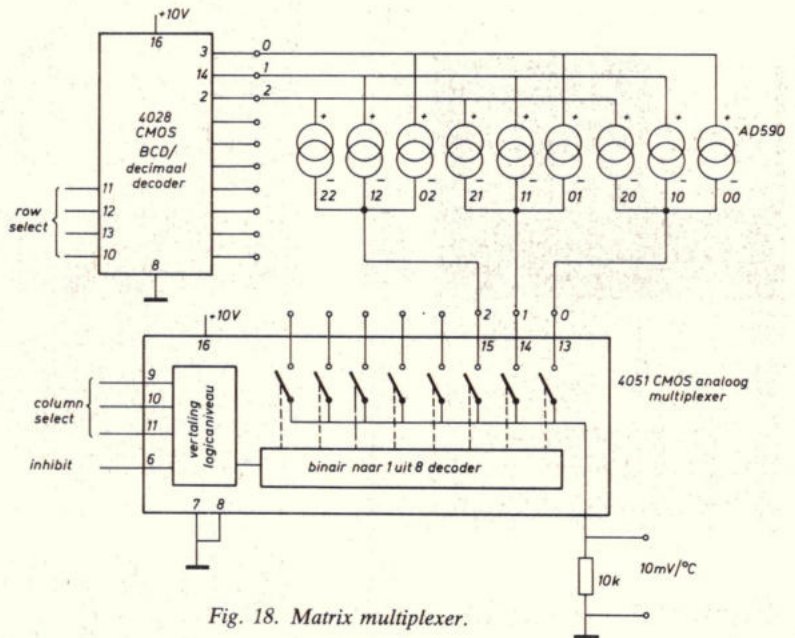 +10V
16
3 0
14 1
2 2
4028
CMOS
BCD/
decimaal
decoder
row
select
11
12
13
10
8
+ + + + + + + + +
AD590
− − − − − − − − −
22 12 02 21 11 01 20 10 00
+10V
16
2 1 0
15 14 13
4051 CMOS analoog
multiplexer
column
select
9
10
11
inhibit
6
vertaling
logicaniveau
binair naar 1 uit 8 decoder
7 8
10k
10mV/°C
Fig. 18. Matrix multiplexer.